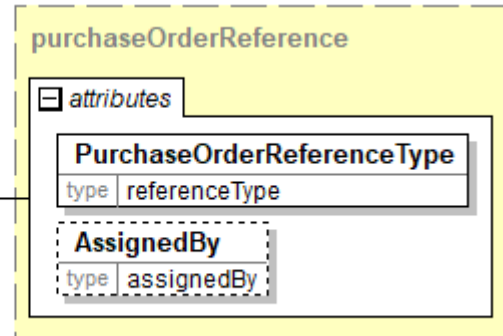 purchaseOrderReference
attributes
PurchaseOrderReferenceType
type referenceType
AssignedBy
type assignedBy